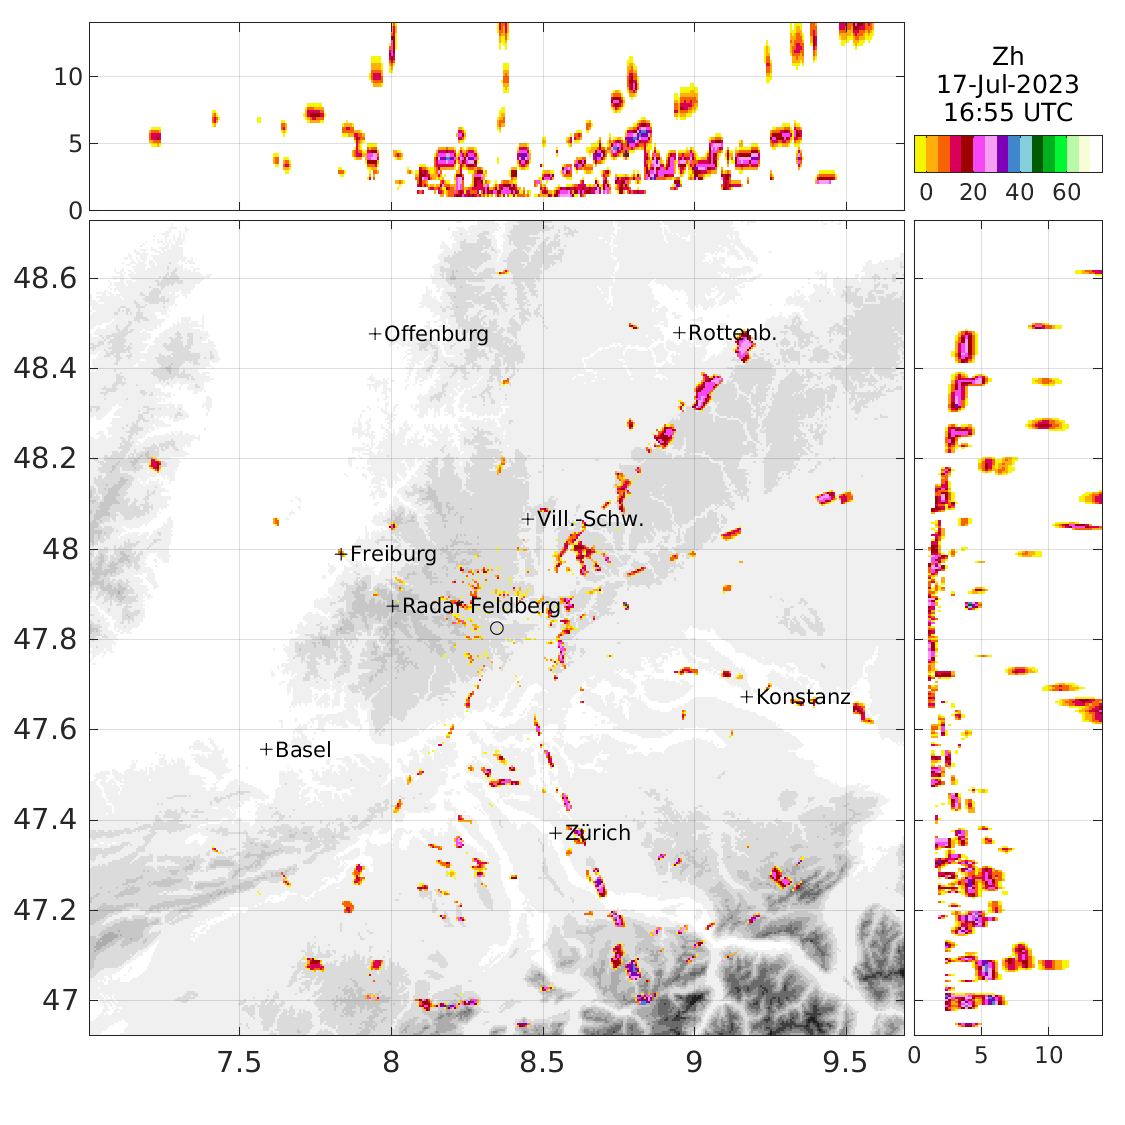 10
5
0
Zh
17-Jul-2023
16:55 UTC
0 20 40 60
48.6
48.4
48.2
48
47.8
47.6
47.4
47.2
47
+Offenburg
+Rottenb.
+Vill.-Schw.
+Freiburg
+Radar Feldberg
+Konstanz
+Basel
+Zürich
7.5 8 8.5 9 9.5
0 5 10